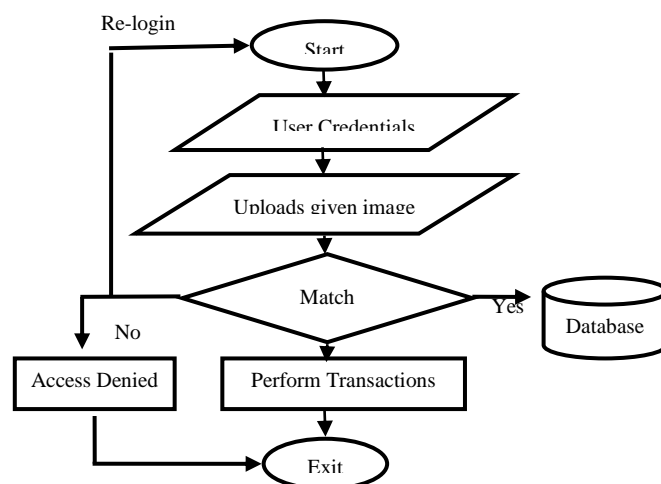 Re-login
Start
User Credentials
Uploads given image
Match
Yes
Database
No
Access Denied
Perform Transactions
Exit